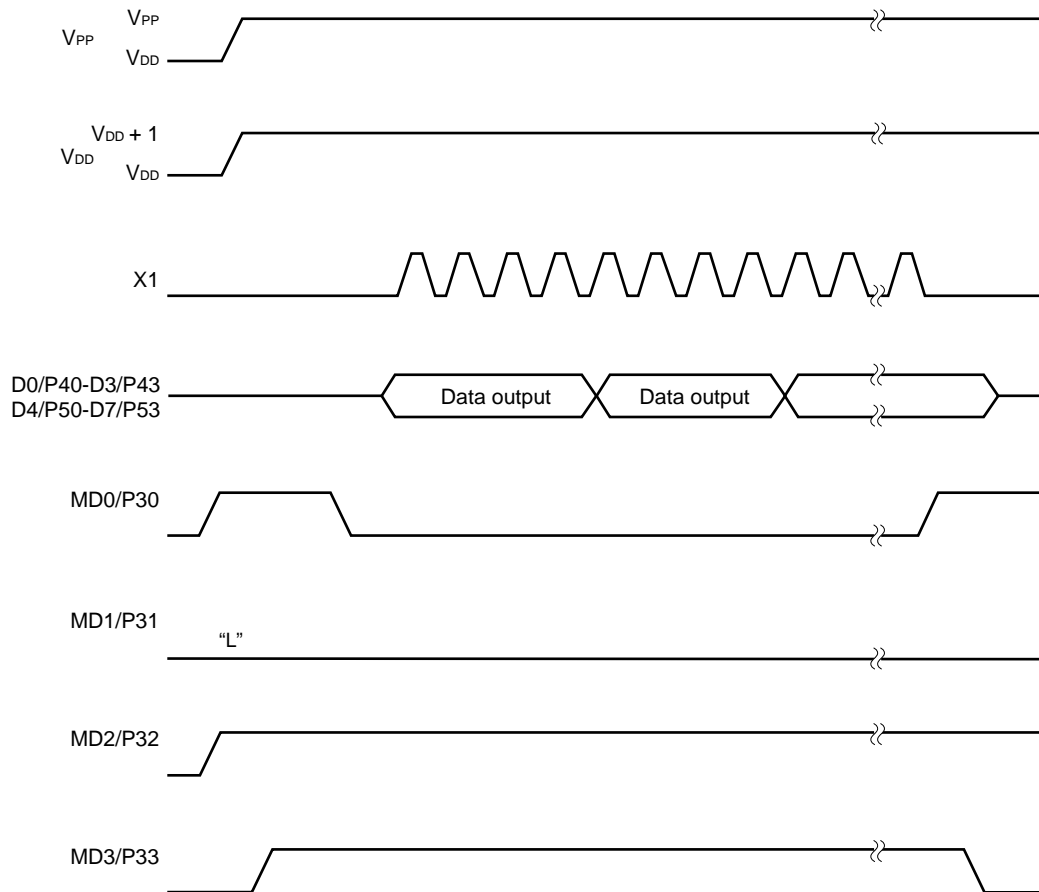 VPP
VPP
VDD
VDD + 1
VDD
VDD
X1
D0/P40-D3/P43
D4/P50-D7/P53
Data output
Data output
MD0/P30
MD1/P31
“L”
MD2/P32
MD3/P33